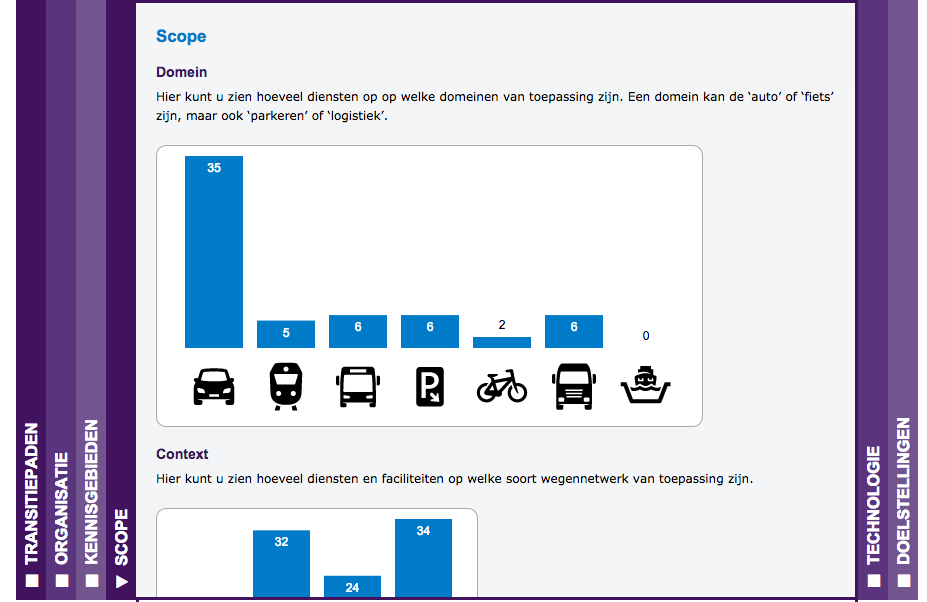 Scope
Domein
Hier kunt u zien hoeveel diensten op op welke domeinen van toepassing zijn. Een domein kan de ‘auto’ of ‘fiets’
zijn, maar ook ‘parkeren’ of ‘logistiek’.
35
5
6
6
2
6
0
P
Context
Hier kunt u zien hoeveel diensten en faciliteiten op welke soort wegennetwerk van toepassing zijn.
32
24
34
TRANSITIEPADEN
ORGANISATIE
KENNISGEBIEDEN
SCOPE
TECHNOLOGIE
DOELSTELLINGEN